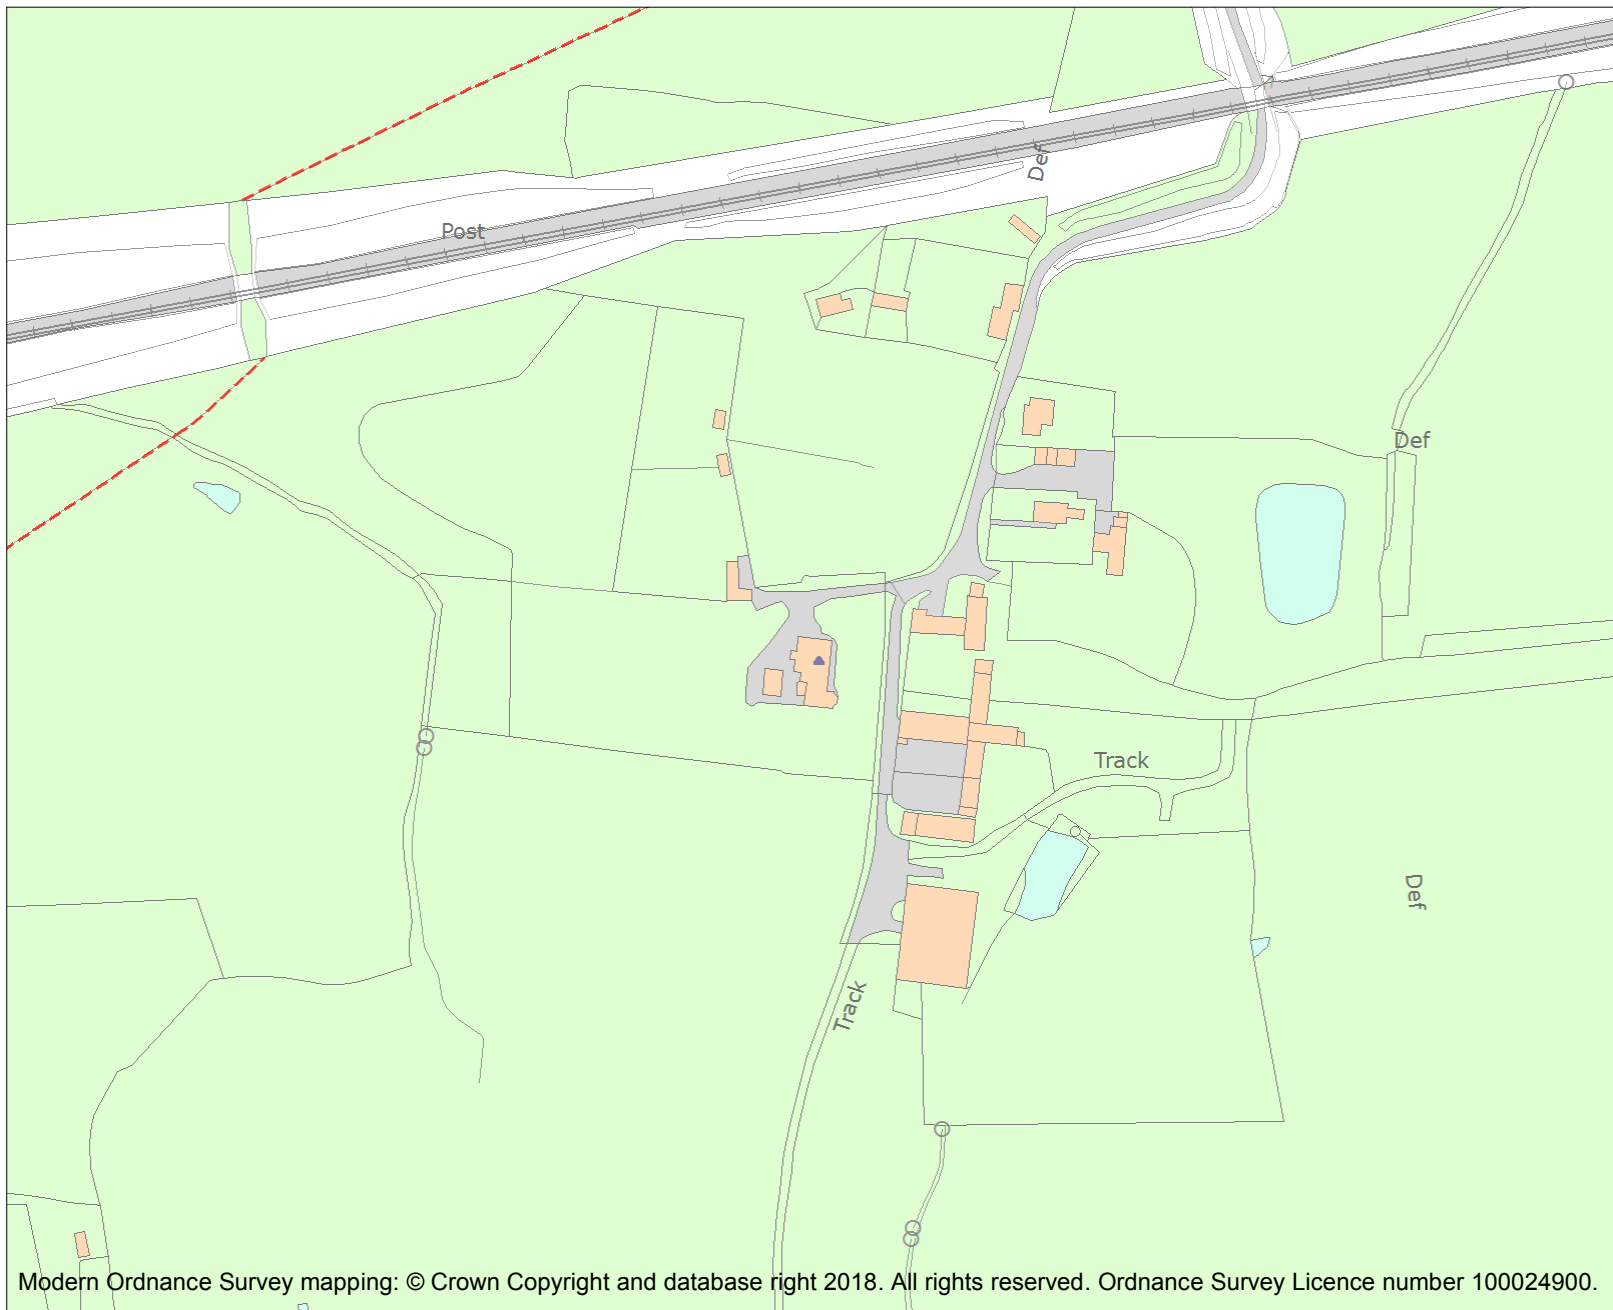 Def
Post
Def
Track
Def
Track
Modern Ordnance Survey mapping: © Crown Copyright and database right 2018. All rights reserved. Ordnance Survey Licence number 100024900.